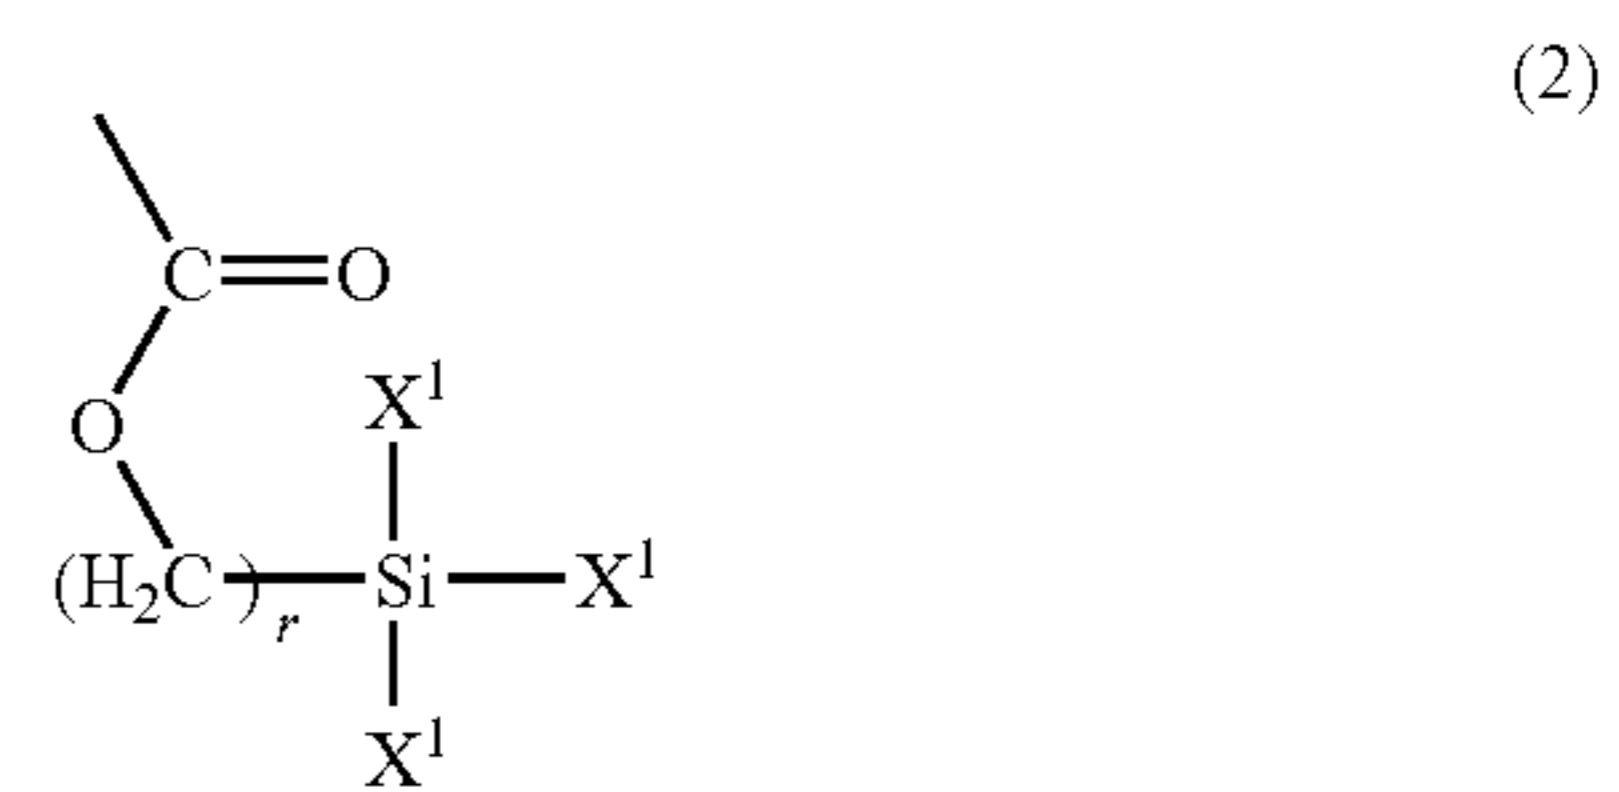 (2)
C=O
X¹
O
(H₂C)ᵣ—Si—X¹
X¹